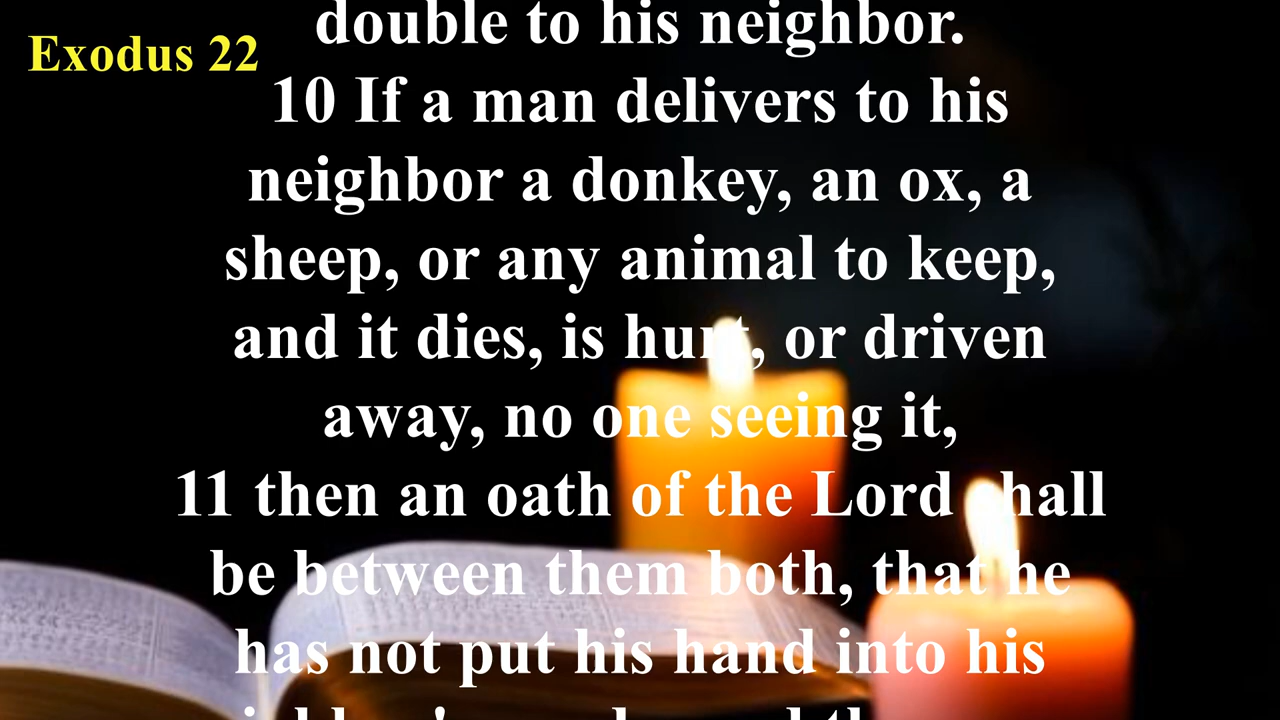 Exodus 22
double to his neighbor.
10 If a man delivers to his
neighbor a donkey, an ox, a
sheep, or any animal to keep,
and it dies, is hurt, or driven
away, no one seeing it,
11 then an oath of the Lord shall
be between them both, that he
has not put his hand into his